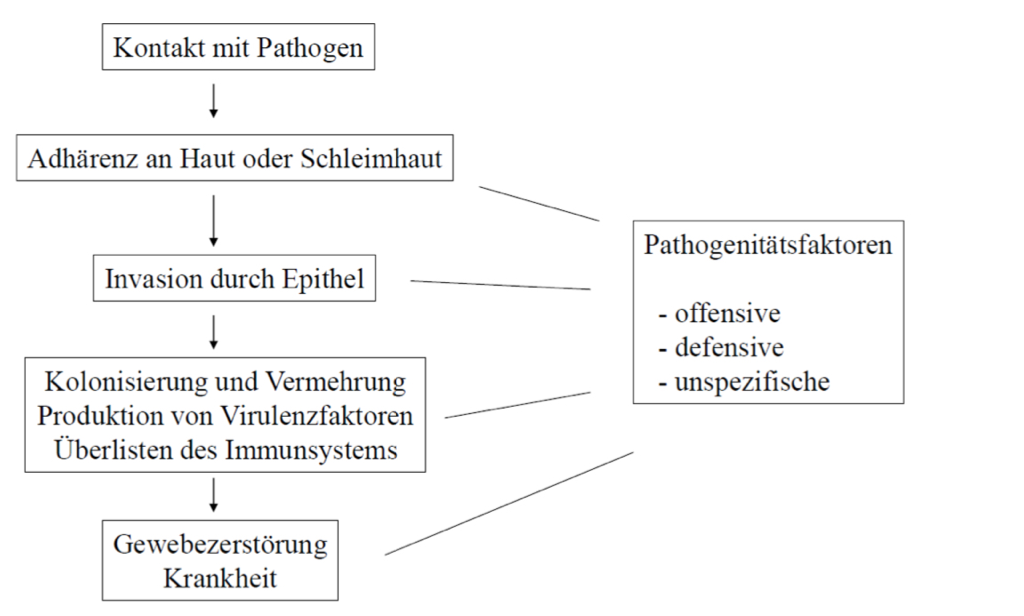 Kontakt mit Pathogen
Adhärenz an Haut oder Schleimhaut
Invasion durch Epithel
Kolonisierung und Vermehrung
Produktion von Virulenzfaktoren
Überlisten des Immunsystems
Gewebezerstörung
Krankheit
Pathogenitätsfaktoren
- offensive
- defensive
- unspezifische